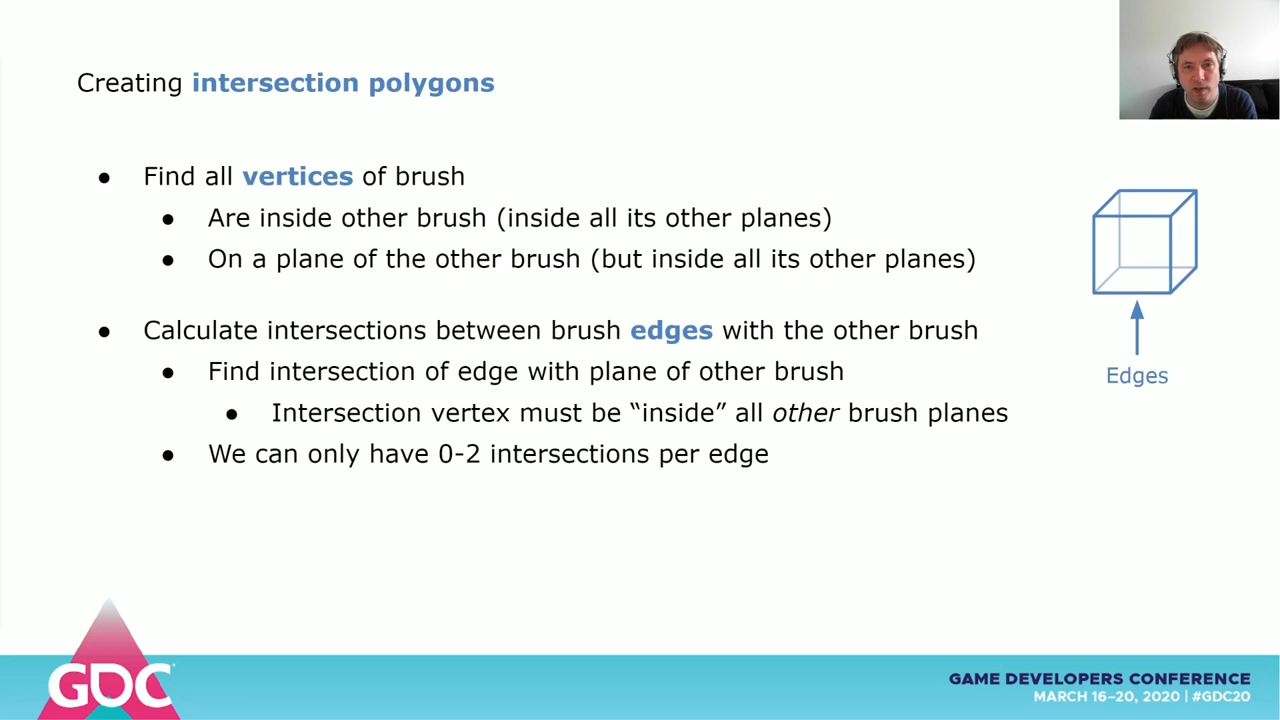 Creating intersection polygons
● Find all vertices of brush
● Are inside other brush (inside all its other planes)
● On a plane of the other brush (but inside all its other planes)
● Calculate intersections between brush edges with the other brush
● Find intersection of edge with plane of other brush
● Intersection vertex must be “inside” all other brush planes
● We can only have 0-2 intersections per edge
Edges
GDC
GAME DEVELOPERS CONFERENCE
MARCH 16–20, 2020 | #GDC20